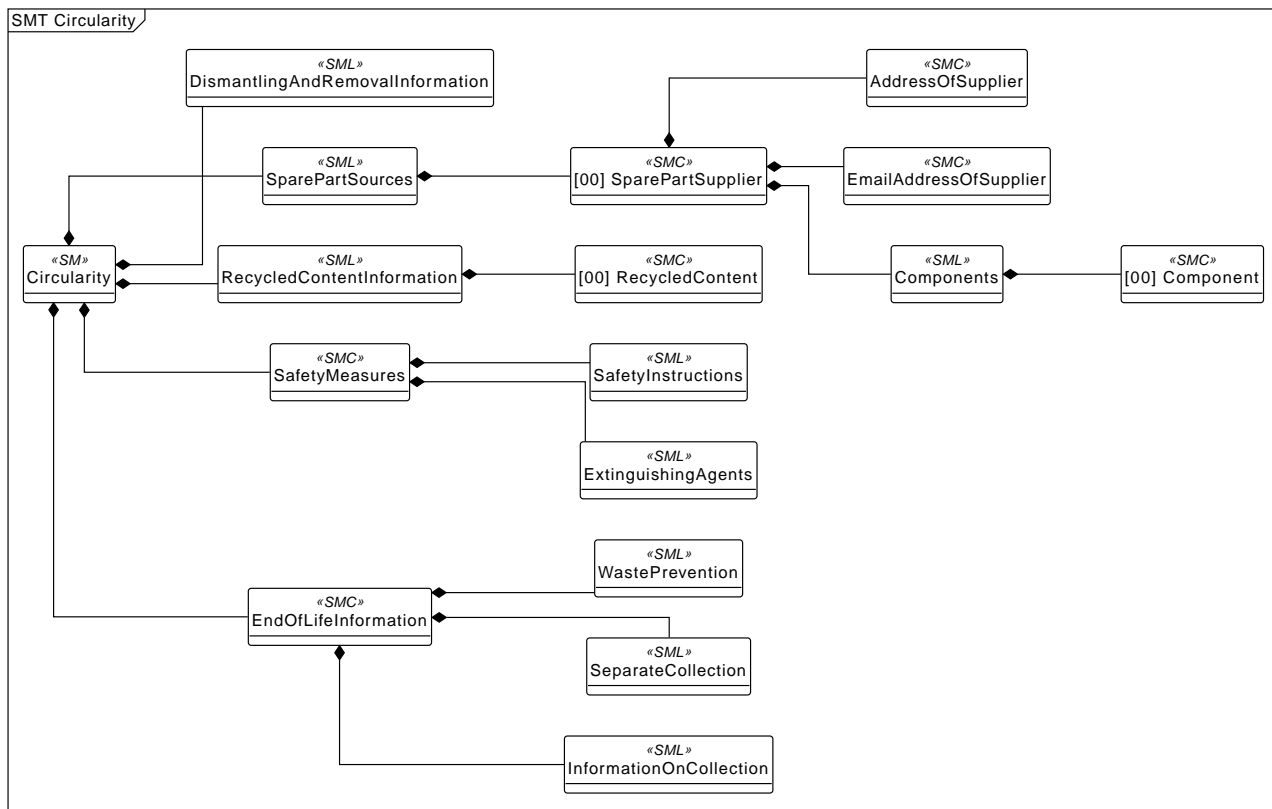 SMT Circularity
«SML»
DismantlingAndRemovalInformation
«SMC»
AddressOfSupplier
«SML»
SparePartSources
«SMC»
[00] SparePartSupplier
«SMC»
EmailAddressOfSupplier
«SM»
Circularity
«SML»
RecycledContentInformation
«SMC»
[00] RecycledContent
«SML»
Components
«SMC»
[00] Component
«SMC»
SafetyMeasures
«SML»
SafetyInstructions
«SML»
ExtinguishingAgents
«SML»
WastePrevention
«SMC»
EndOfLifeInformation
«SML»
SeparateCollection
«SML»
InformationOnCollection